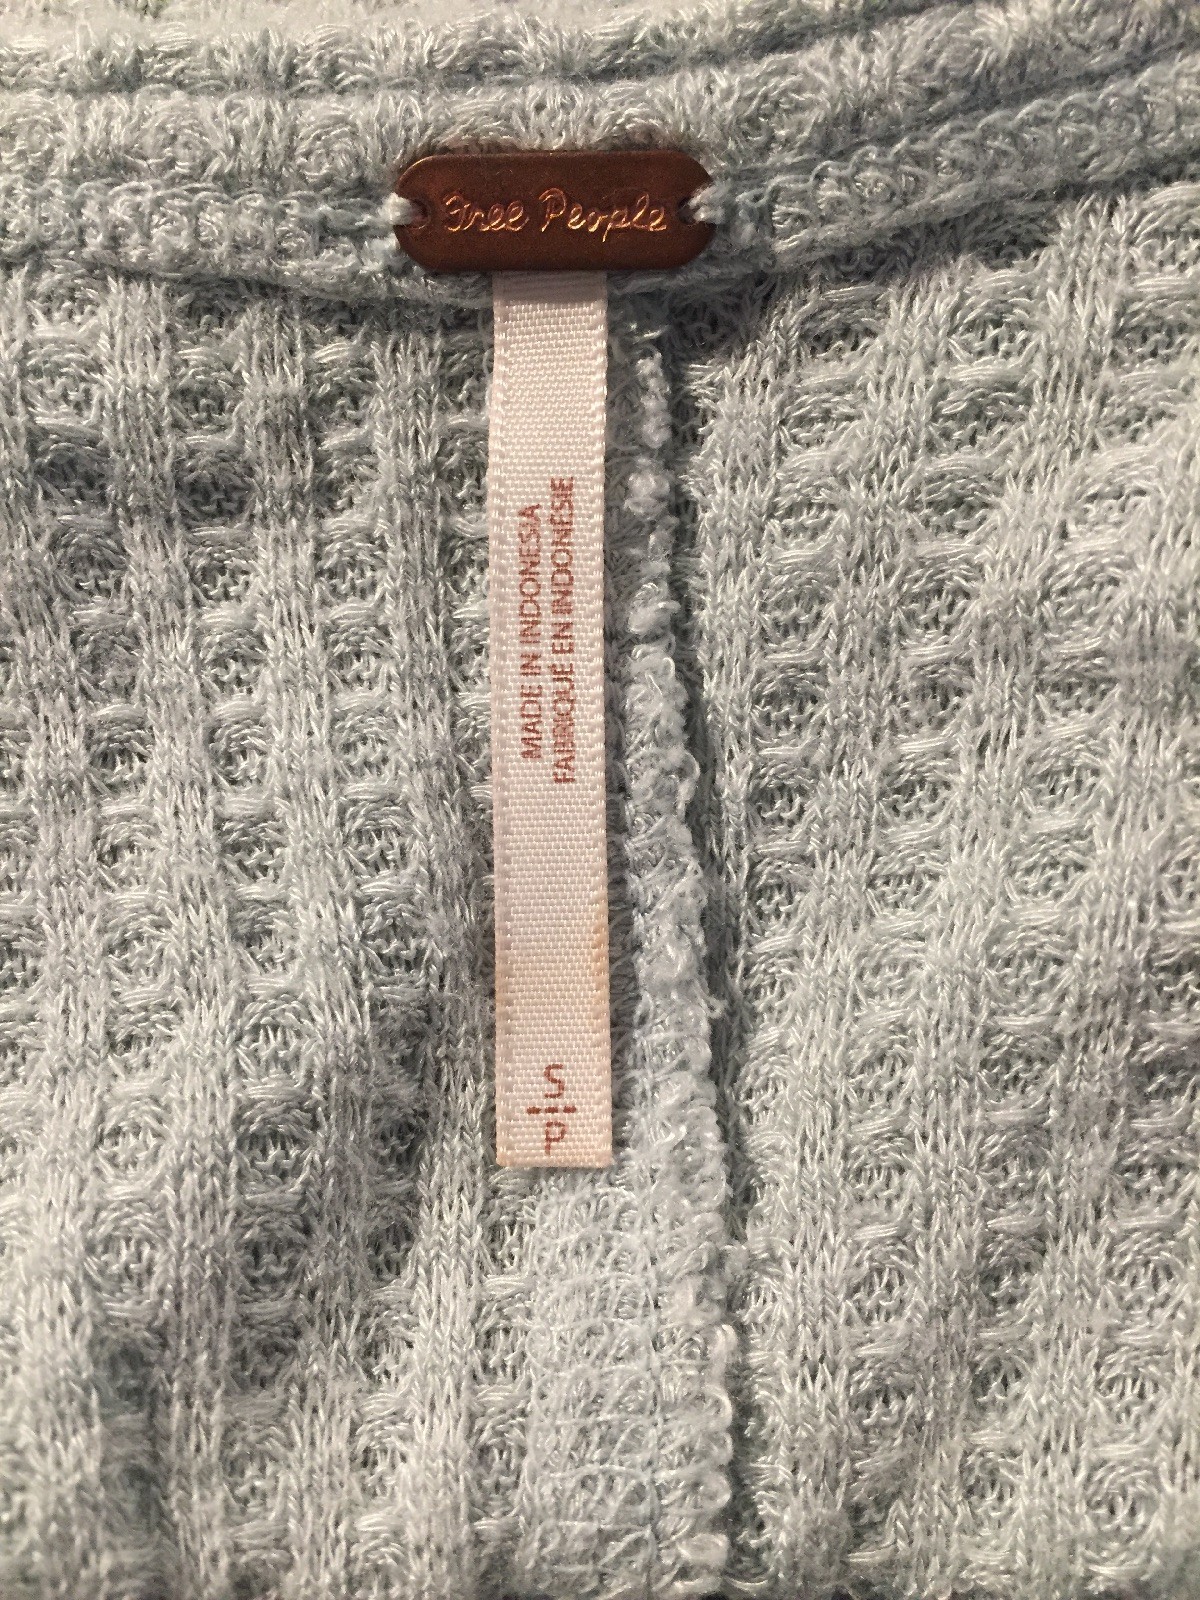 Free People
MADE IN INDONESIA
FABRIQUÉ EN INDONÉSIE
S
P